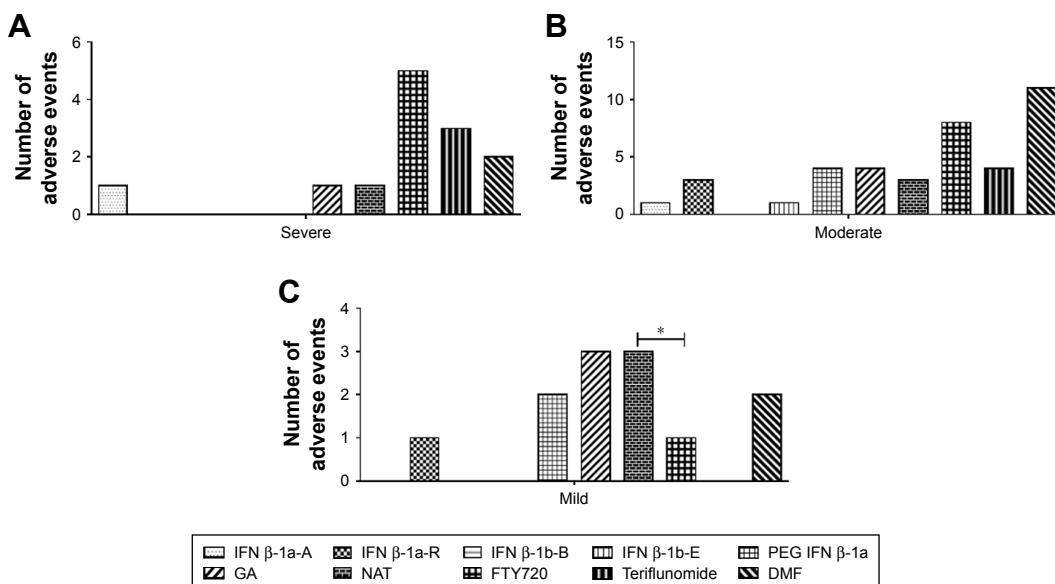 A
Number of
adverse events
6
4
2
0
Severe
B
Number of
adverse events
15
10
5
0
Moderate
C
Number of
adverse events
4
3
2
1
0
*
Mild
IFN β-1a-A IFN β-1a-R IFN β-1b-B IFN β-1b-E PEG IFN β-1a
GA NAT FTY720 Teriflunomide DMF